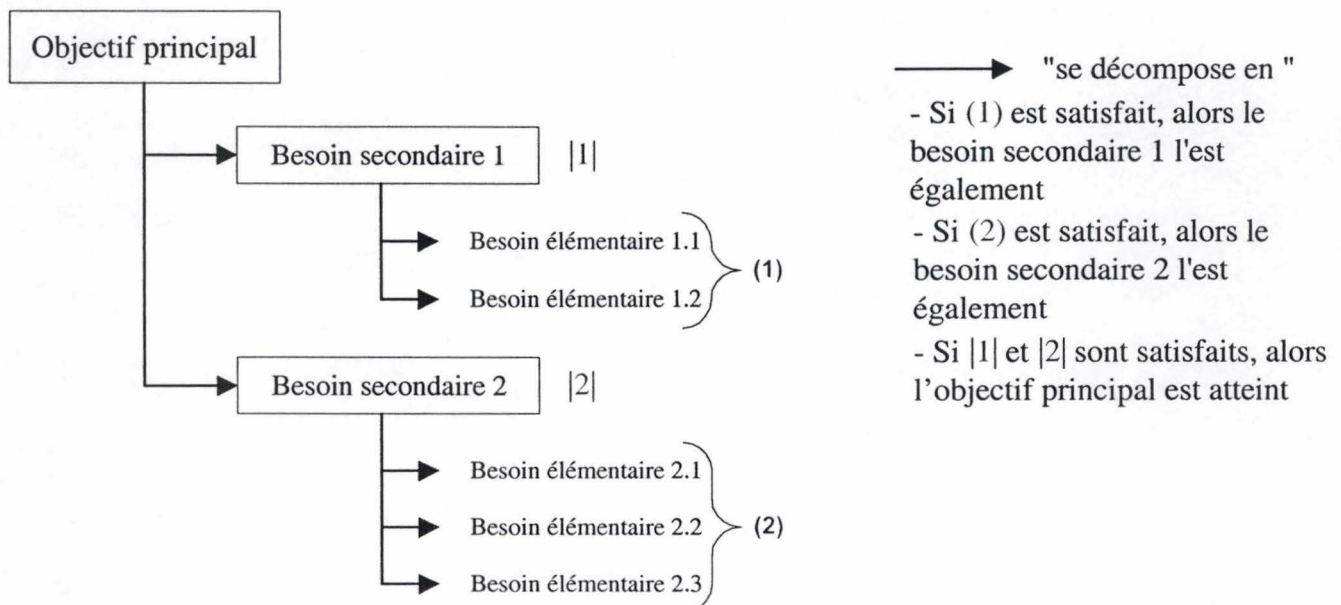 Objectif principal
Besoin secondaire 1 |1|
Besoin élémentaire 1.1
Besoin élémentaire 1.2
(1)
Besoin secondaire 2 |2|
Besoin élémentaire 2.1
Besoin élémentaire 2.2
Besoin élémentaire 2.3
(2)
"se décompose en "
- Si (1) est satisfait, alors le
besoin secondaire 1 l'est
également
- Si (2) est satisfait, alors le
besoin secondaire 2 l'est
également
- Si |1| et |2| sont satisfaits, alors
l’objectif principal est atteint